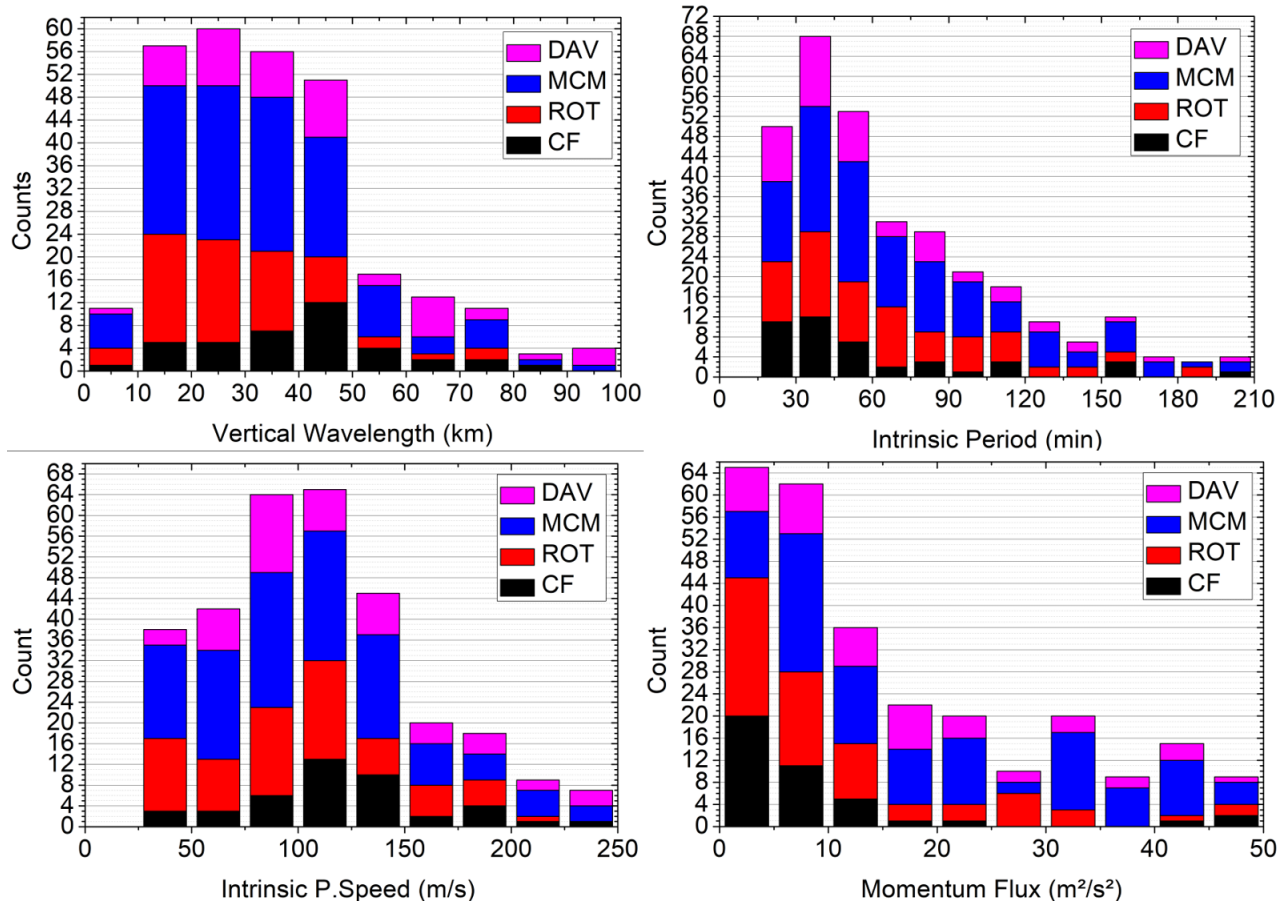 60
56
52
48
44
40
36
32
28
24
20
16
12
8
4
0
Counts
DAV
MCM
ROT
CF
0 10 20 30 40 50 60 70 80 90 100
Vertical Wavelength (km)
72
68
64
60
56
52
48
44
40
36
32
28
24
20
16
12
8
4
0
Count
DAV
MCM
ROT
CF
0 30 60 90 120 150 180 210
Intrinsic Period (min)
68
64
60
56
52
48
44
40
36
32
28
24
20
16
12
8
4
0
Count
DAV
MCM
ROT
CF
0 50 100 150 200 250
Intrinsic P.Speed (m/s)
64
60
56
52
48
44
40
36
32
28
24
20
16
12
8
4
0
Count
DAV
MCM
ROT
CF
0 10 20 30 40 50
Momentum Flux (m²/s²)